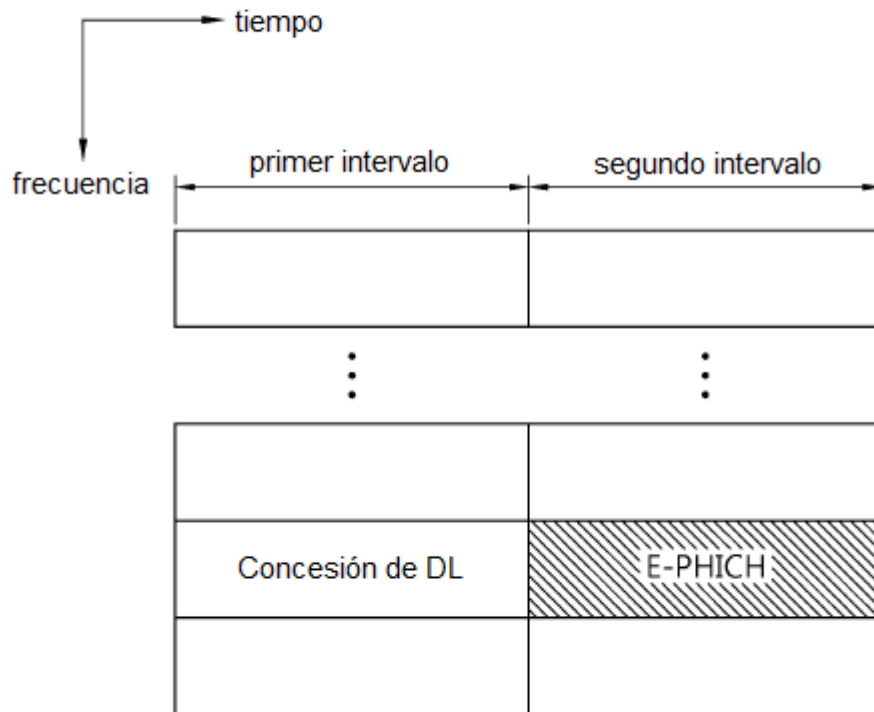 tiempo
frecuencia
primer intervalo
segundo intervalo
Concesión de DL
E-PHICH